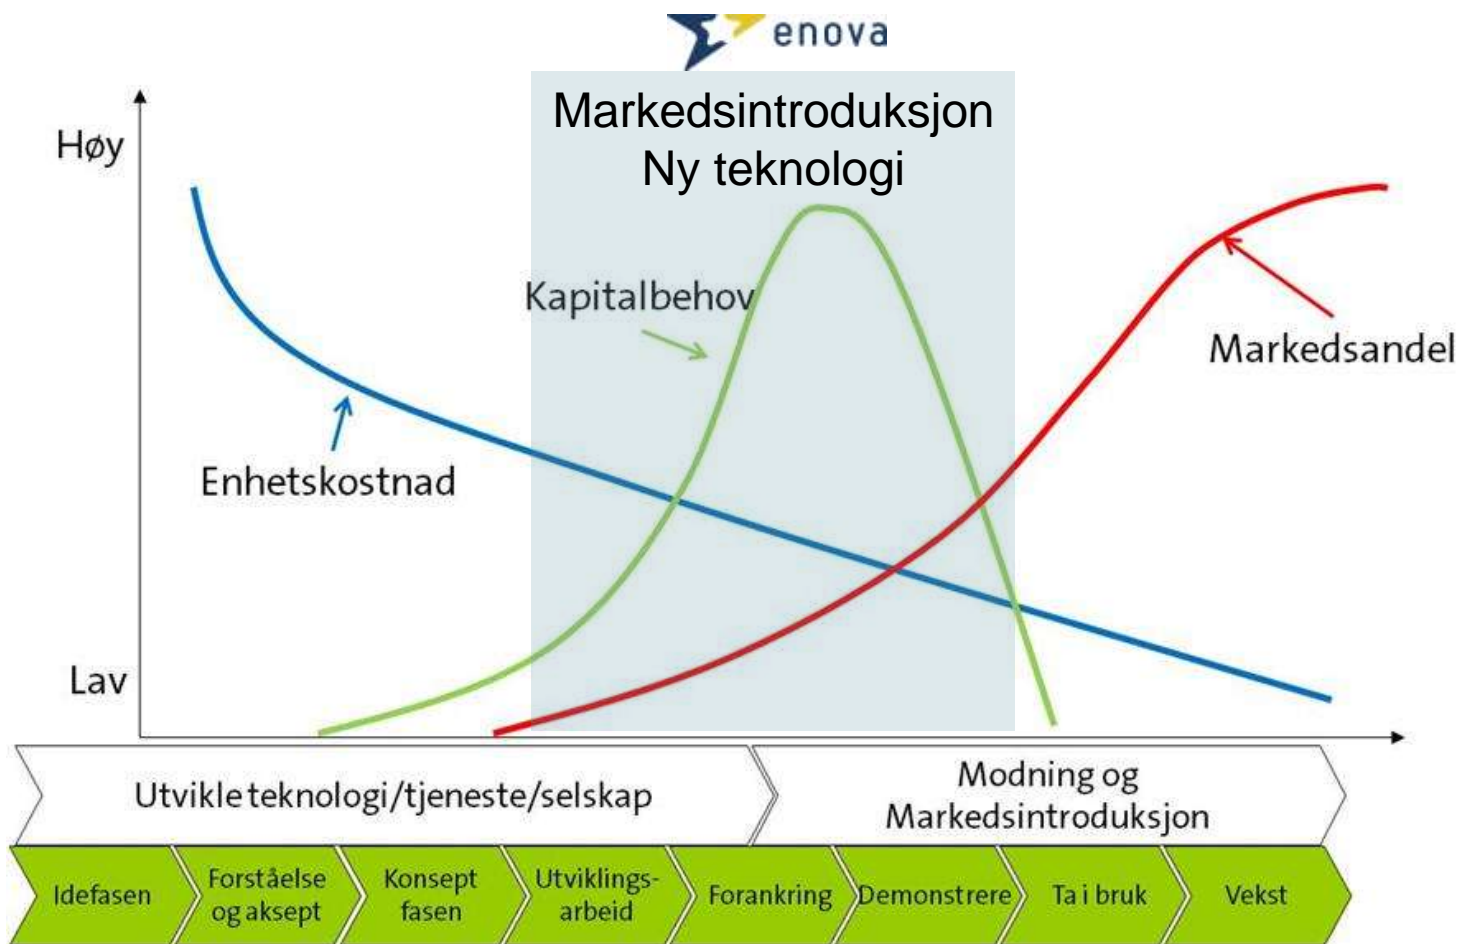 enova
Markedsintroduksjon
Ny teknologi
Høy
Kapitalbehov
Markedsandel
Enhetskostnad
Lav
Utvikle teknologi/tjeneste/selskap
Modning og
Markedsintroduksjon
Idefasen
Forståelse
og aksept
Konsept
fasen
Utviklings-
arbeid
Forankring
Demonstrere
Ta i bruk
Vekst